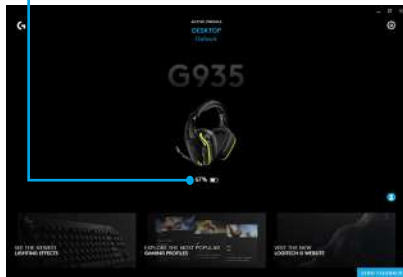 ACTIVE PROFILE
DESKTOP
Default
G935
67%
SEE THE NEWEST
LIGHTING EFFECTS
EXPLORE THE MOST POPULAR
GAMING PROFILES
VISIT THE NEW
LOGITECH G WEBSITE
SEND FEEDBACK